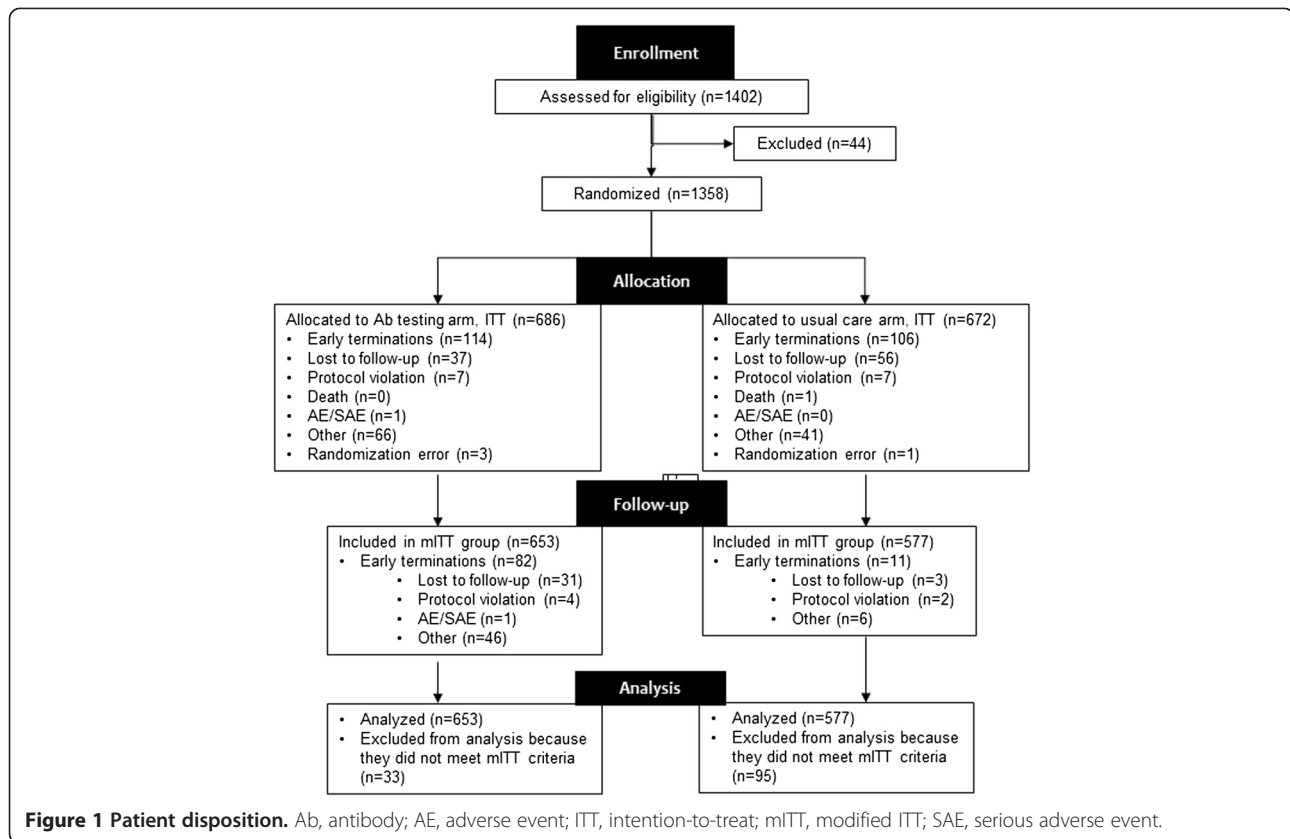 Enrollment
Assessed for eligibility (n=1402)
Excluded (n=44)
Randomized (n=1358)
Allocation
Allocated to Ab testing arm, ITT (n=686)
• Early terminations (n=114)
• Lost to follow-up (n=37)
• Protocol violation (n=7)
• Death (n=0)
• AE/SAE (n=1)
• Other (n=66)
• Randomization error (n=3)
Allocated to usual care arm, ITT (n=672)
• Early terminations (n=106)
• Lost to follow-up (n=56)
• Protocol violation (n=7)
• Death (n=1)
• AE/SAE (n=0)
• Other (n=41)
• Randomization error (n=1)
Follow-up
Included in mITT group (n=653)
• Early terminations (n=82)
• Lost to follow-up (n=31)
• Protocol violation (n=4)
• AE/SAE (n=1)
• Other (n=46)
Included in mITT group (n=577)
• Early terminations (n=11)
• Lost to follow-up (n=3)
• Protocol violation (n=2)
• Other (n=6)
Analysis
• Analyzed (n=653)
• Excluded from analysis because
they did not meet mITT criteria
(n=33)
• Analyzed (n=577)
• Excluded from analysis because
they did not meet mITT criteria
(n=95)
Figure 1 Patient disposition. Ab, antibody; AE, adverse event; ITT, intention-to-treat; mITT, modified ITT; SAE, serious adverse event.